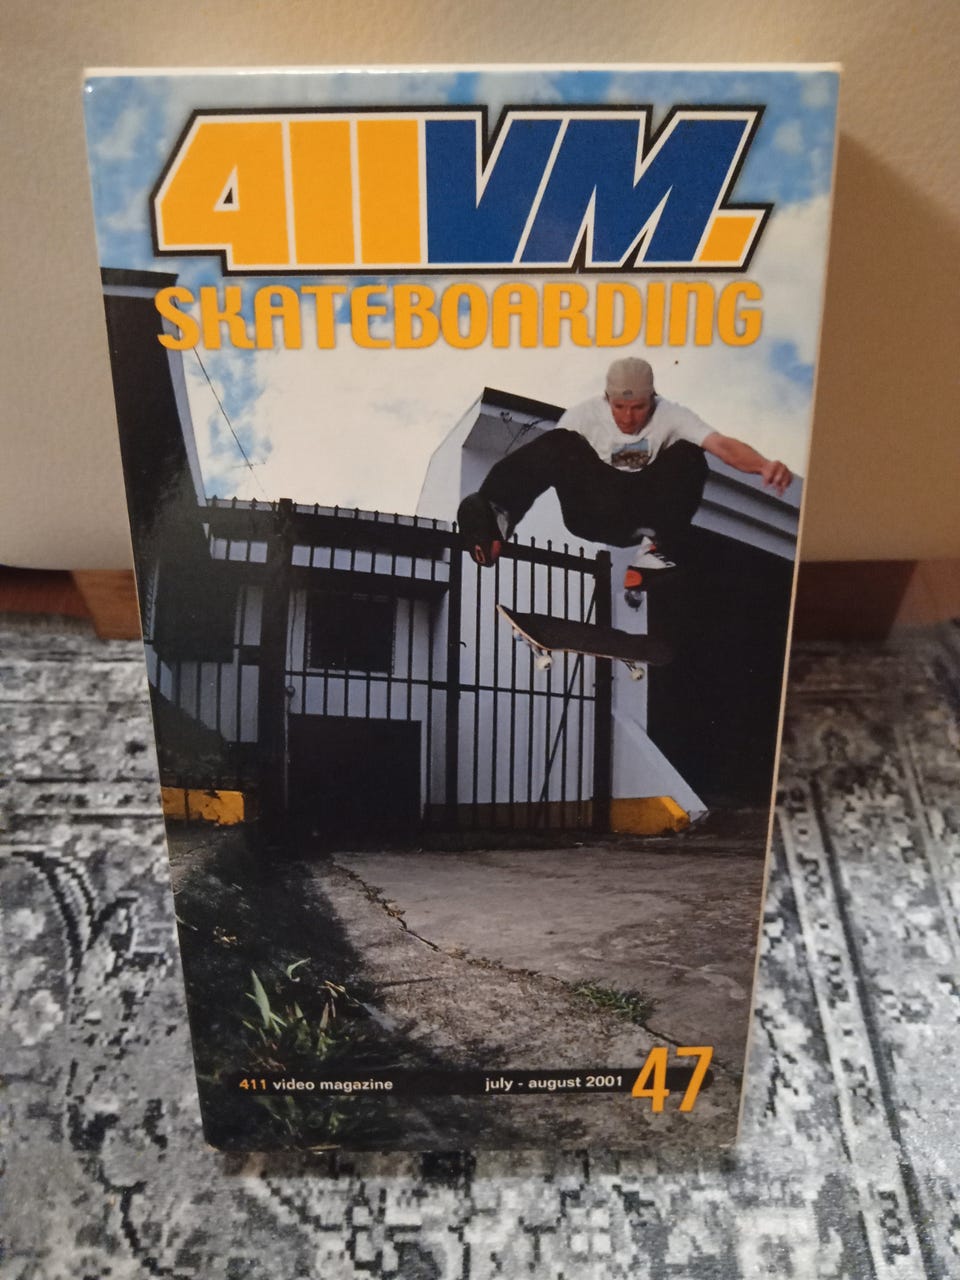 411VM.
SKATEBOARDING
411 video magazine july - august 2001 47